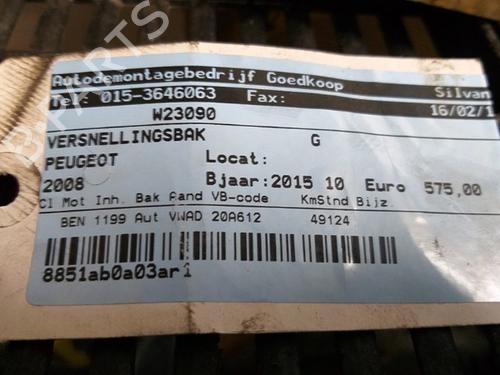 Autodemontagebedrijf Goedkoop Silvan
Tel: 015-3646063 Fax: 16/02/1
W23090
VERSNELLINGSBAK G
PEUGEOT Locat:
2008 Bjaar:2015 10 Euro 575,00
Cl Mot Inh. Bak Aand VB-code KmStnd Bijz.
BEN 1199 Aut VWAD 20A612 49124
8851ab0a03ar1